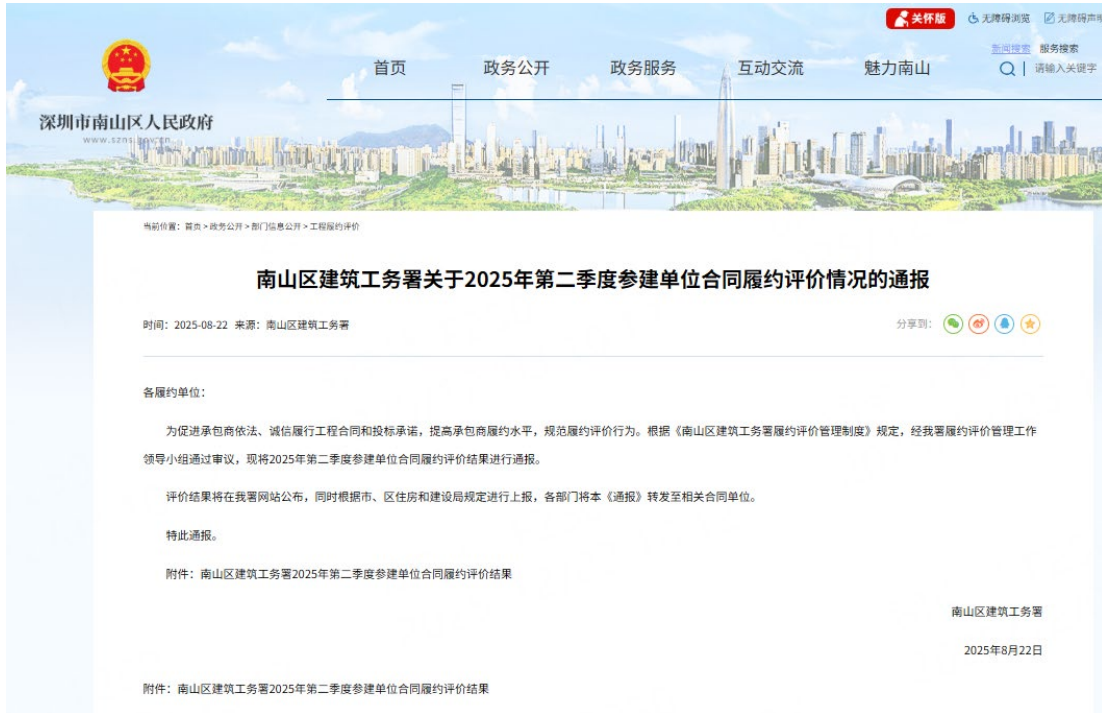 关怀版
无障碍浏览
无障碍声明
新闻搜索 服务搜索
首页 政务公开 政务服务 互动交流 魅力南山
请输入关键字
深圳市南山区人民政府
www.szns.gov.cn
当前位置：首页 > 政务公开 > 部门信息公开 > 工程履约评价
南山区建筑工务署关于2025年第二季度参建单位合同履约评价情况的通报
时间：2025-08-22 来源：南山区建筑工务署
分享到：
各履约单位：
为促进承包商依法、诚信履行工程合同和投标承诺，提高承包商履约水平，规范履约评价行为。根据《南山区建筑工务署履约评价管理制度》规定，经我署履约评价管理工作
领导小组通过审议，现将2025年第二季度参建单位合同履约评价结果进行通报。
评价结果将在我署网站公布，同时根据市、区住房和建设局规定进行上报，各部门将本《通报》转发至相关合同单位。
特此通报。
附件：南山区建筑工务署2025年第二季度参建单位合同履约评价结果
南山区建筑工务署
2025年8月22日
附件：南山区建筑工务署2025年第二季度参建单位合同履约评价结果